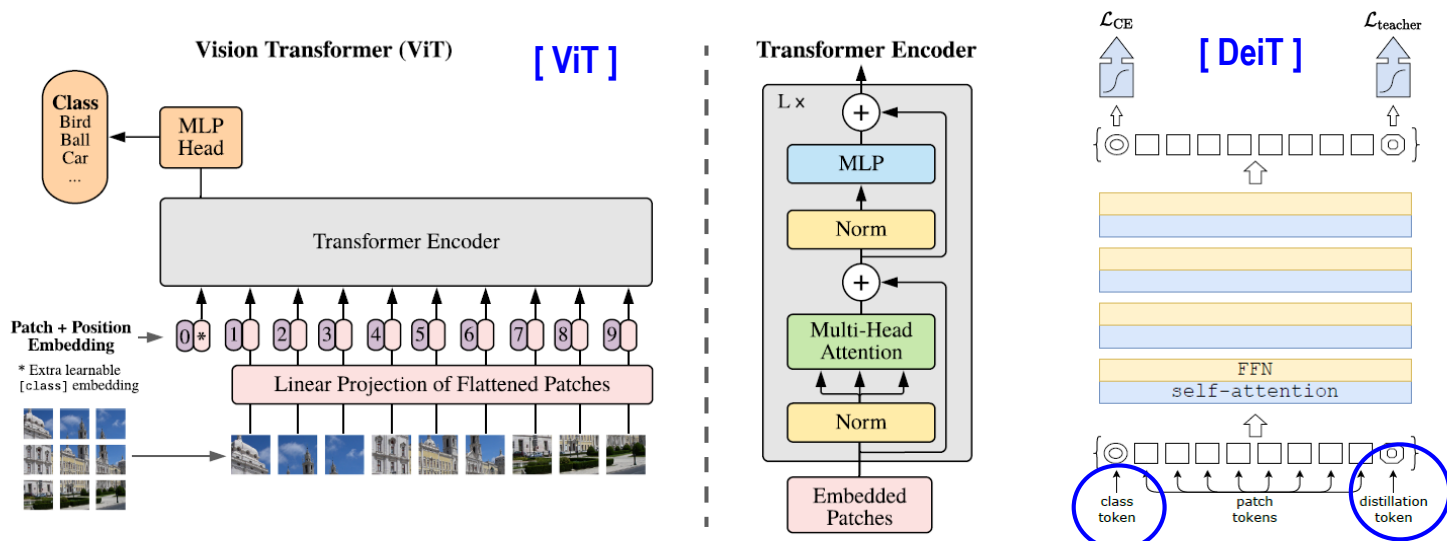 Vision Transformer (ViT)
[ ViT ]
Class
Bird
Ball
Car
...
MLP
Head
Transformer Encoder
0 * 1 2 3 4 5 6 7 8 9
Patch + Position
Embedding
* Extra learnable
[class] embedding
Linear Projection of Flattened Patches
Transformer Encoder
L x
+
MLP
Norm
+
Multi-Head
Attention
Norm
Embedded
Patches
[ DeiT ]
ℒCE
ℒteacher
FFN
self-attention
class
token
patch
tokens
distillation
token